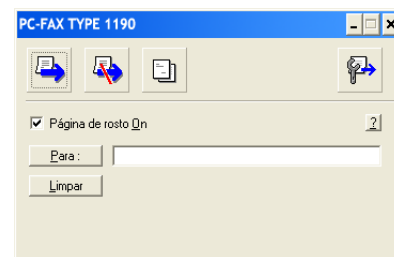 PC-FAX TYPE 1190
Página de rosto On
?
Para :
Limpar